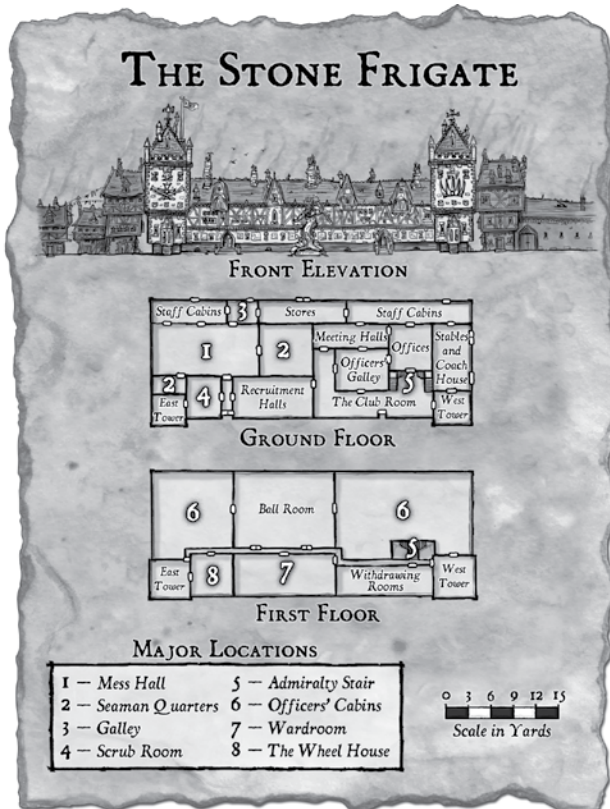 The Stone Frigate
Front Elevation
Staff Cabins
3
Stores
Staff Cabins
1
2
Meeting Halls
Offices
Stables
and
Coach
House
Officers'
Galley
2
4
Recruitment
Halls
5
East
Tower
The Club Room
West
Tower
Ground Floor
6
Ball Room
6
5
East
Tower
8
7
Withdrawing
Rooms
West
Tower
First Floor
Major Locations
1 — Mess Hall
2 — Seaman Quarters
3 — Galley
4 — Scrub Room
5 — Admiralty Stair
6 — Officers' Cabins
7 — Wardroom
8 — The Wheel House
0 3 6 9 12 15
Scale in Yards